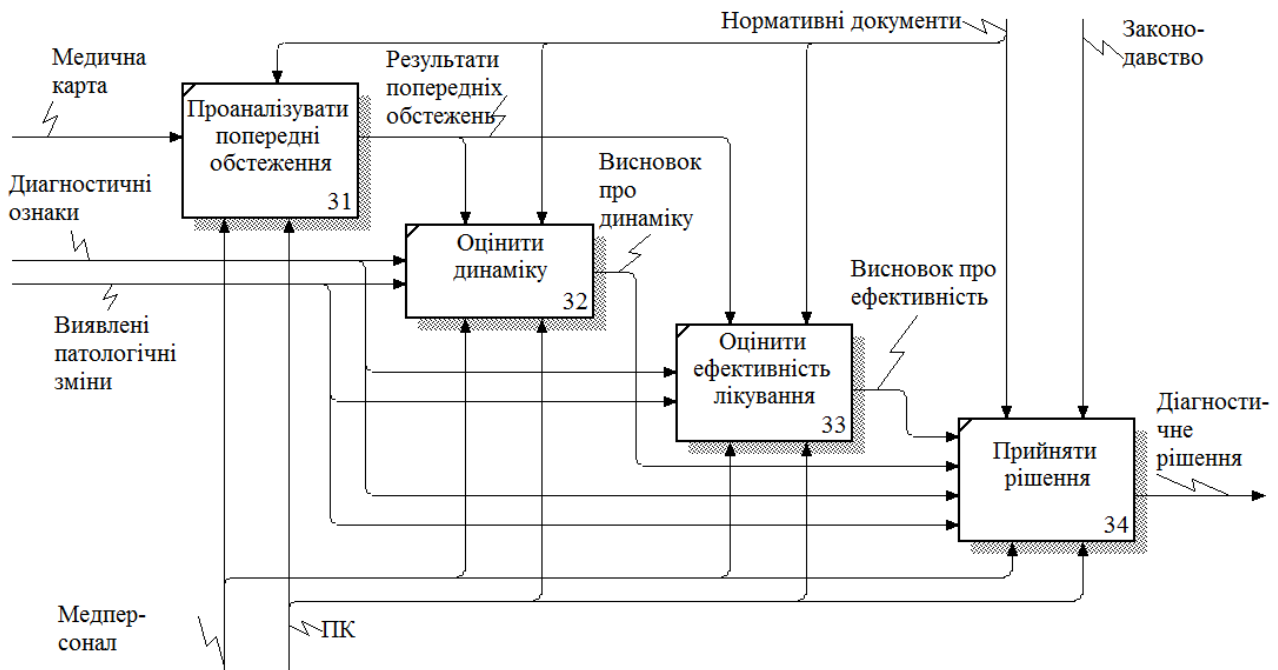 Нормативні документи
Законо-
давство
Медична
карта
Результати
попередніх
обстежень
Проаналізувати
попередні
обстеження
31
Висновок
про
динаміку
Диагностичні
ознаки
Оцінити
динаміку
32
Висновок про
ефективність
Виявлені
патологічні
зміни
Оцінити
ефективність
лікування
33
Діагности-
чне
рішення
Прийняти
рішення
34
Медпер-
сонал
ПК